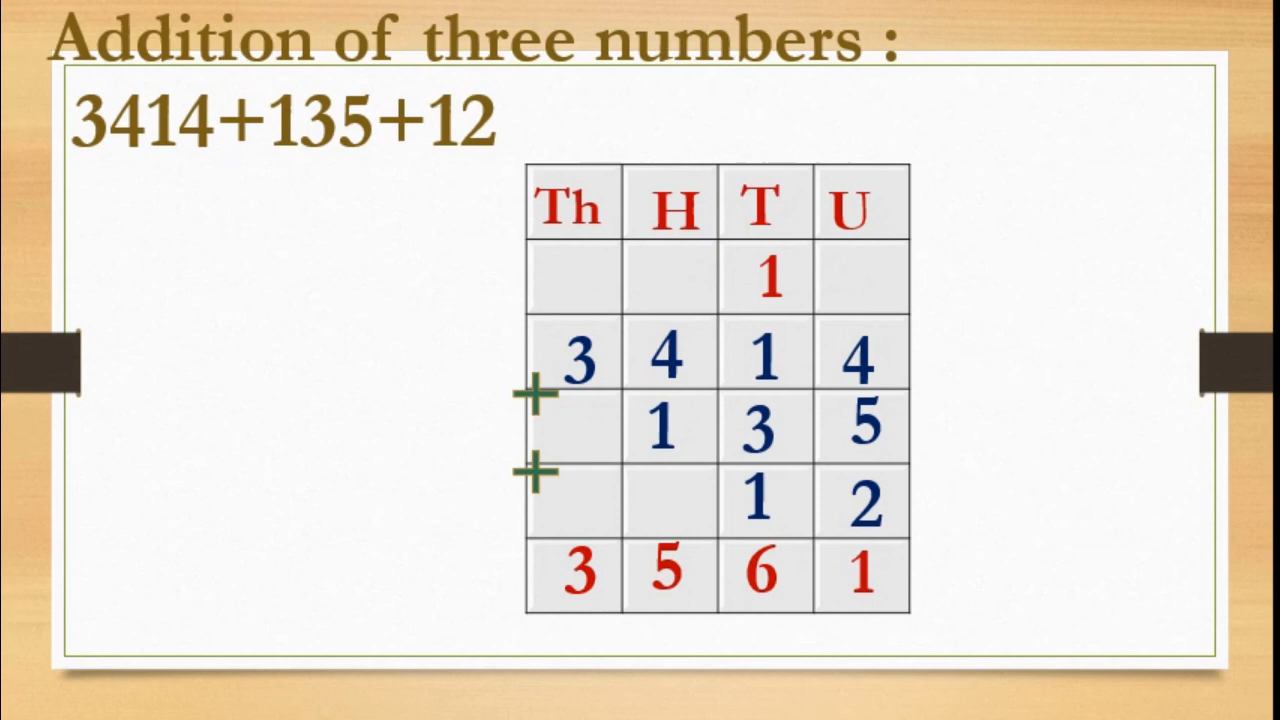 Addition of three numbers :
3414+135+12
Th H T U
1
3 4 1 4
+
1 3 5
+
1 2
3 5 6 1